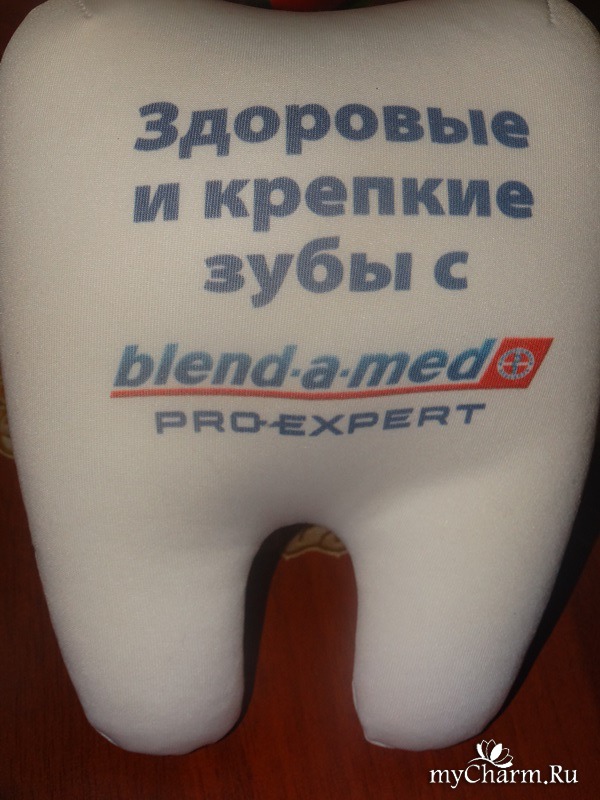 Здоровые
и крепкие
зубы с
blend-a-med
PRO-EXPERT
myCharm.Ru